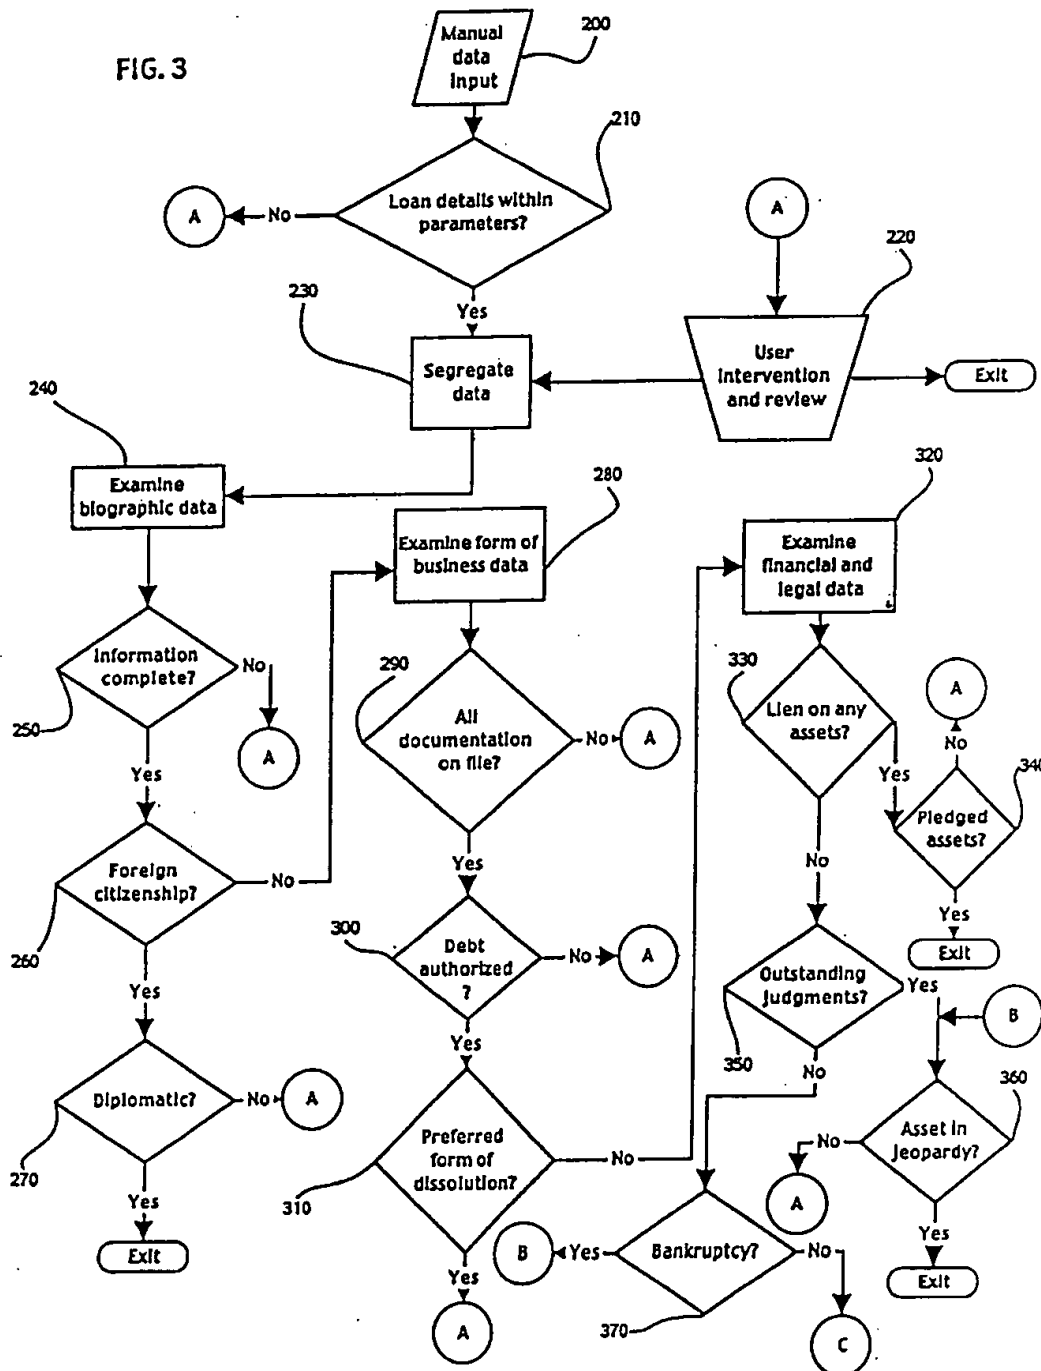 FIG. 3
Manual
data
Input
200
210
Loan details within
parameters?
No
A
Yes
A
220
230
Segregate
data
User
Intervention
and review
Exit
240
Examine
biographic data
280
Examine form of
business data
320
Examine
financial and
legal data
Information
complete?
250
No
A
Yes
290
All
documentation
on file?
No
A
Yes
330
Lien on any
assets?
Yes
No
A
No
340
Pledged
assets?
Yes
Exit
Foreign
citizenship?
260
No
Yes
300
Debt
authorized
?
No
A
Yes
Outstanding
Judgments?
350
Yes
No
B
Diplomatic?
270
No
A
Yes
Exit
310
Preferred
form of
dissolution?
No
Yes
A
360
Asset in
Jeopardy?
No
A
Yes
Exit
Bankruptcy?
370
Yes
B
No
C